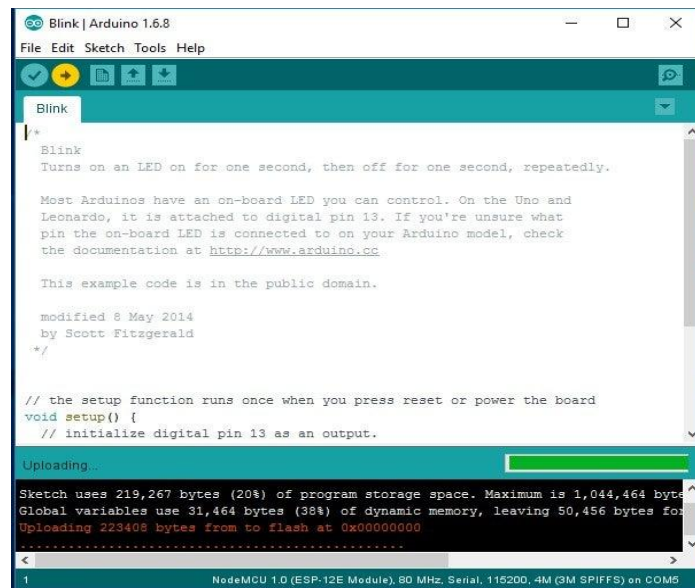 Blink | Arduino 1.6.8
File Edit Sketch Tools Help
Blink
/*
Blink
Turns on an LED on for one second, then off for one second, repeatedly.
Most Arduinos have an on-board LED you can control. On the Uno and
Leonardo, it is attached to digital pin 13. If you're unsure what
pin the on-board LED is connected to on your Arduino model, check
the documentation at http://www.arduino.cc
This example code is in the public domain.
modified 8 May 2014
by Scott Fitzgerald
*/
// the setup function runs once when you press reset or power the board
void setup() {
// initialize digital pin 13 as an output.
Uploading...
Sketch uses 219,267 bytes (20%) of program storage space. Maximum is 1,044,464 byte
Global variables use 31,464 bytes (38%) of dynamic memory, leaving 50,456 bytes for
Uploading 223408 bytes from to flash at 0x00000000
................................................
1 NodeMCU 1.0 (ESP-12E Module), 80 MHz, Serial, 115200, 4M (3M SPIFFS) on COM5